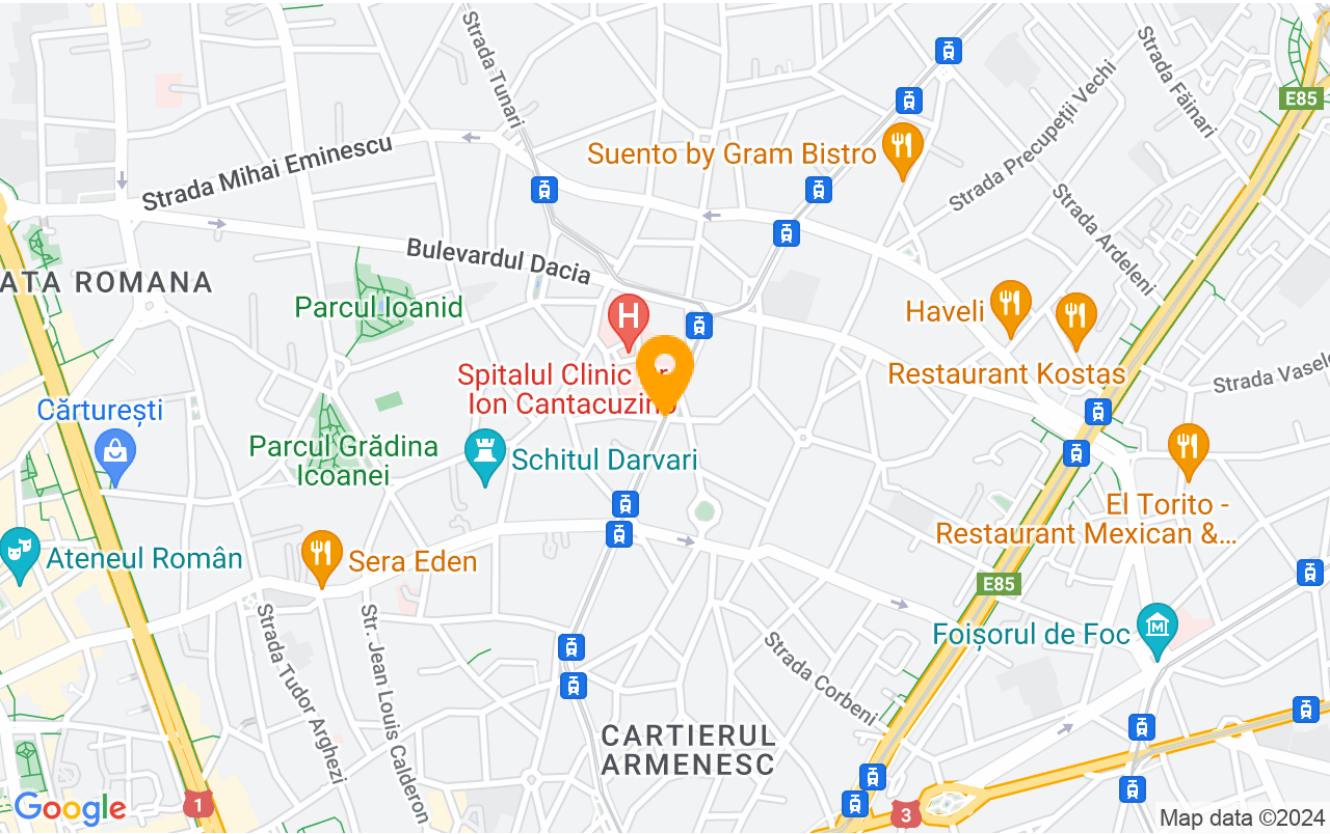 Strada Tunari
Strada Făinari
E85
Strada Mihai Eminescu
Suento by Gram Bistro
Strada Precupeții Vechi
Strada Ardeleni
Bulevardul Dacia
ATA ROMANA
Parcul Ioanid
H
Haveli
Restaurant Kostas
Strada Vasele
Spitalul Clinic
Ion Cantacuzino
Cărturești
Parcul Grădina
Icoanei
Schitul Darvari
El Torito -
Restaurant Mexican &...
Ateneul Român
Sera Eden
E85
Foișorul de Foc
M
Strada Tudor Arghezi
Str. Jean Louis Calderon
Strada Corbeni
CARTIERUL
ARMENESC
Google
1
3
Map data ©2024